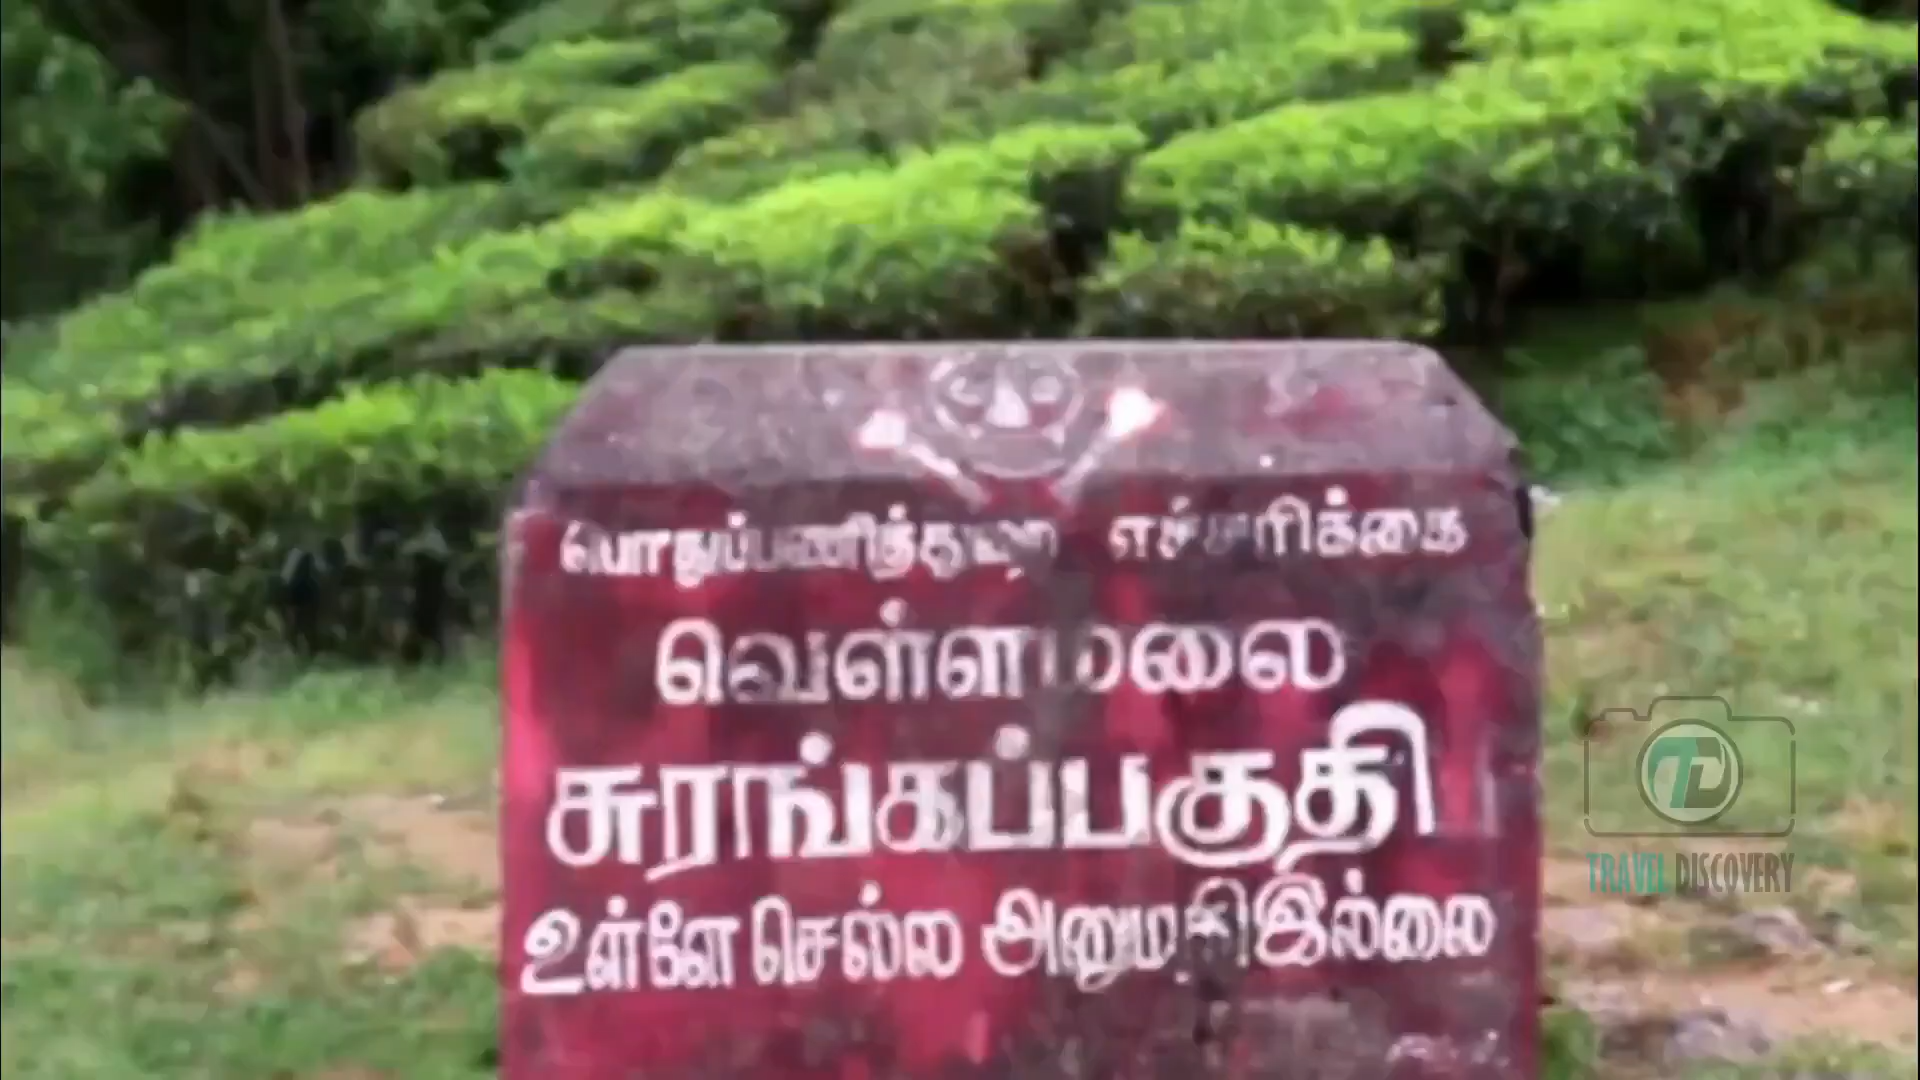 பொதுப்பணித்துறை எச்சரிக்கை
வெள்ளமலை
சுரங்கப்பகுதி
உள்ளே செல்ல அனுமதி இல்லை
TRAVEL DISCOVERY